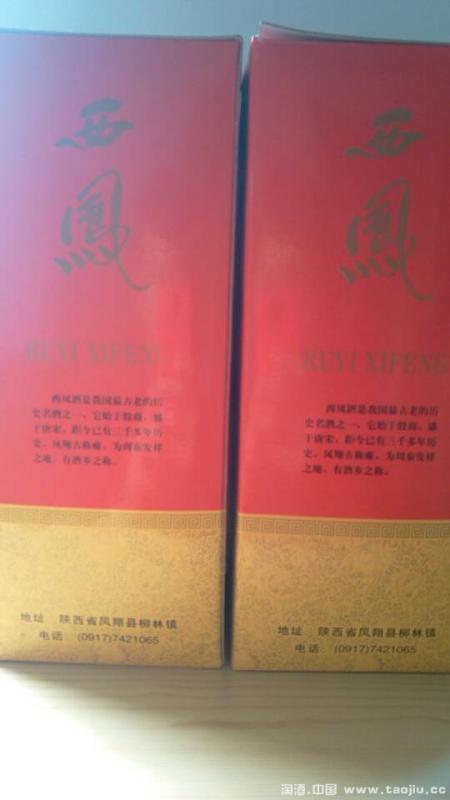 西
鳳
RUYI XIFENG
西凤酒是我国最古老的历
史名酒之一，它始于殷商，盛
于唐宋，距今已有三千多年历
史，凤翔古称雍，为周秦发祥
之地，有酒乡之称。
地址 陕西省凤翔县柳林镇
电话 (0917)7421065
西
鳳
RUYI XIFENG
西凤酒是我国最古老的历
史名酒之一，它始于殷商，盛
于唐宋，距今已有三千多年历
史，凤翔古称雍，为周秦发祥
之地，有酒乡之称。
地址 陕西省凤翔县柳林镇
电话 (0917)7421065
淘酒.中国 www.taojiu.cc